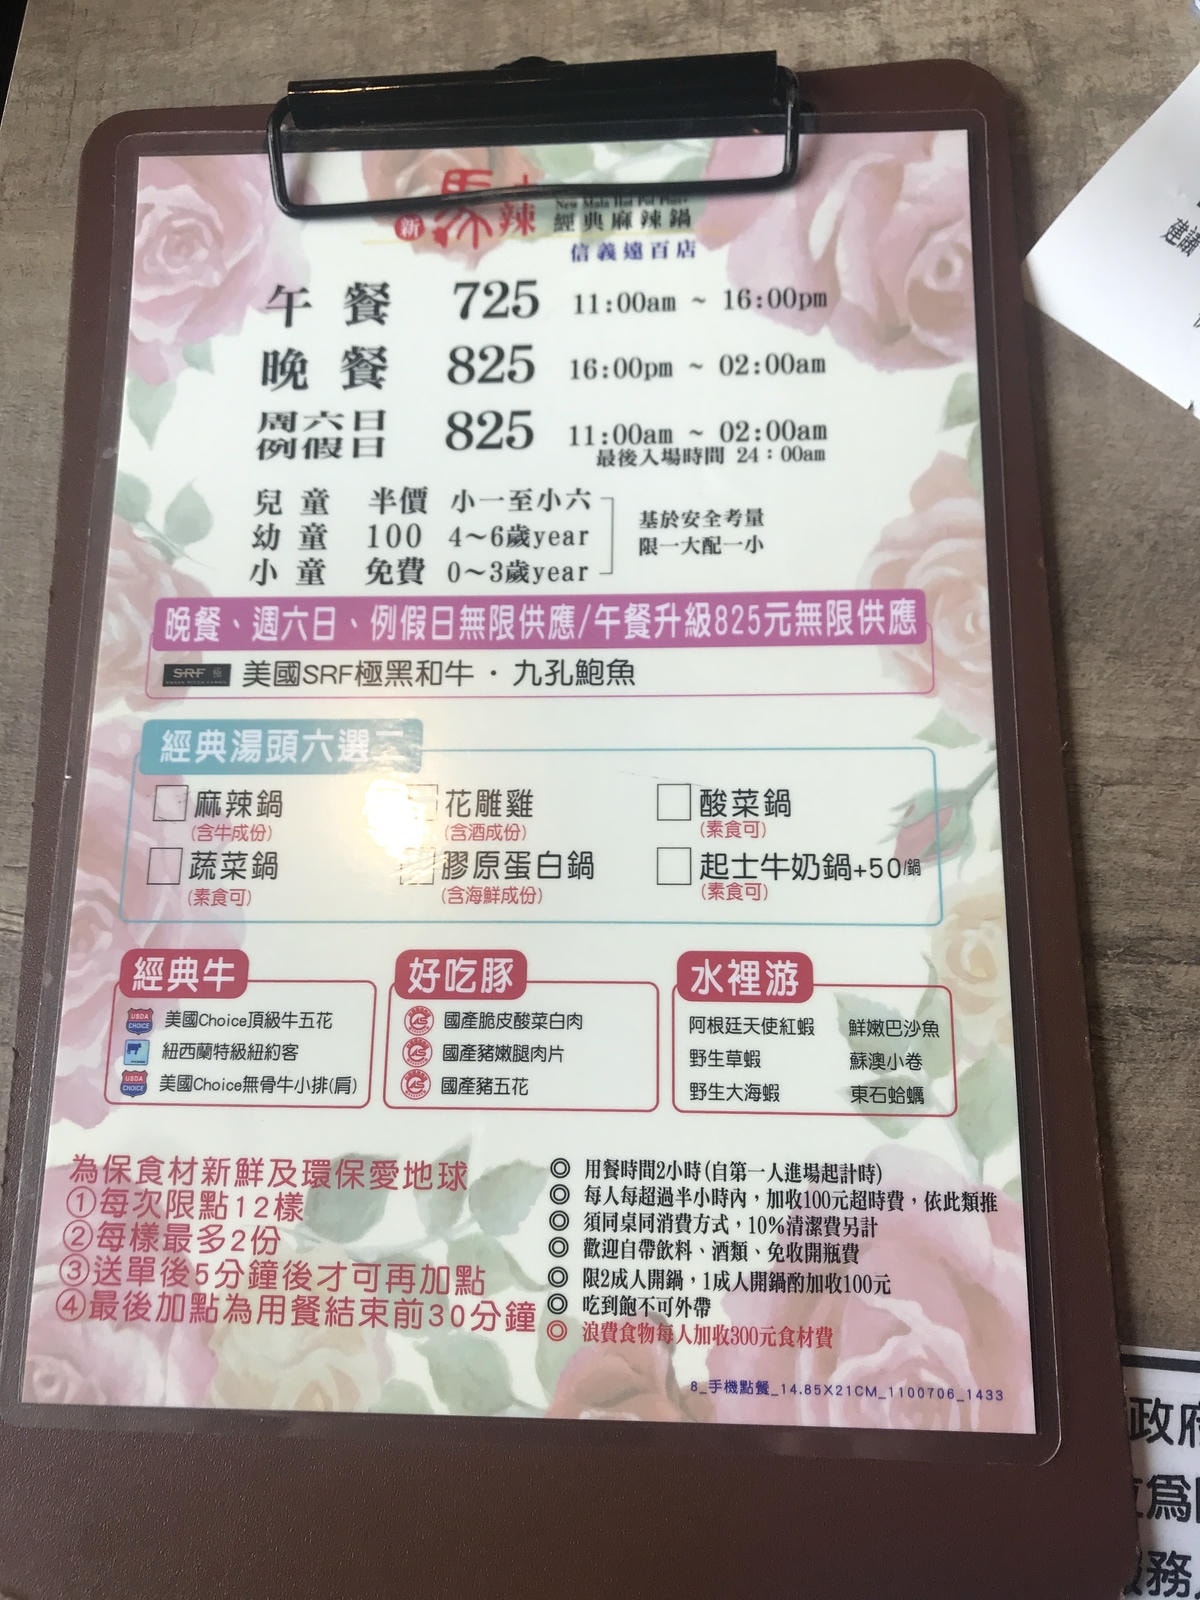 新 馬辣 New Mala Hot Pot
經典麻辣鍋
信義遠百店
午餐 725 11:00am ~ 16:00pm
晚餐 825 16:00pm ~ 02:00am
周六日
例假日 825 11:00am ~ 02:00am
最後入場時間 24:00am
兒童 半價 小一至小六
幼童 100 4~6歲year
小童 免費 0~3歲year
基於安全考量
限一大配一小
晚餐、週六日、例假日無限供應/午餐升級825元無限供應
SRF 極 美國SRF極黑和牛・九孔鮑魚
經典湯頭六選二
麻辣鍋 花雕雞 酸菜鍋
(含牛成份) (含酒成份) (素食可)
蔬菜鍋 膠原蛋白鍋 起士牛奶鍋+50/鍋
(素食可) (含海鮮成份) (素食可)
經典牛
USDA CHOICE 美國Choice頂級牛五花
紐西蘭特級紐約客
USDA CHOICE 美國Choice無骨牛小排(肩)
好吃豚
國產脆皮酸菜白肉
國產豬嫩腿肉片
國產豬五花
水裡游
阿根廷天使紅蝦 鮮嫩巴沙魚
野生草蝦 蘇澳小卷
野生大海蝦 東石蛤蠣
為保食材新鮮及環保愛地球
①每次限點12樣
②每樣最多2份
③送單後5分鐘後才可再加點
④最後加點為用餐結束前30分鐘
◎ 用餐時間2小時(自第一人進場起計時)
◎ 每人每超過半小時內，加收100元超時費，依此類推
◎ 須同桌同消費方式，10%清潔費另計
◎ 歡迎自帶飲料、酒類、免收開瓶費
◎ 限2成人開鍋，1成人開鍋酌加收100元
◎ 吃到飽不可外帶
◎ 浪費食物每人加收300元食材費
8_手機點餐_14.85X21CM_1100706_1433
建議
政府
為
務